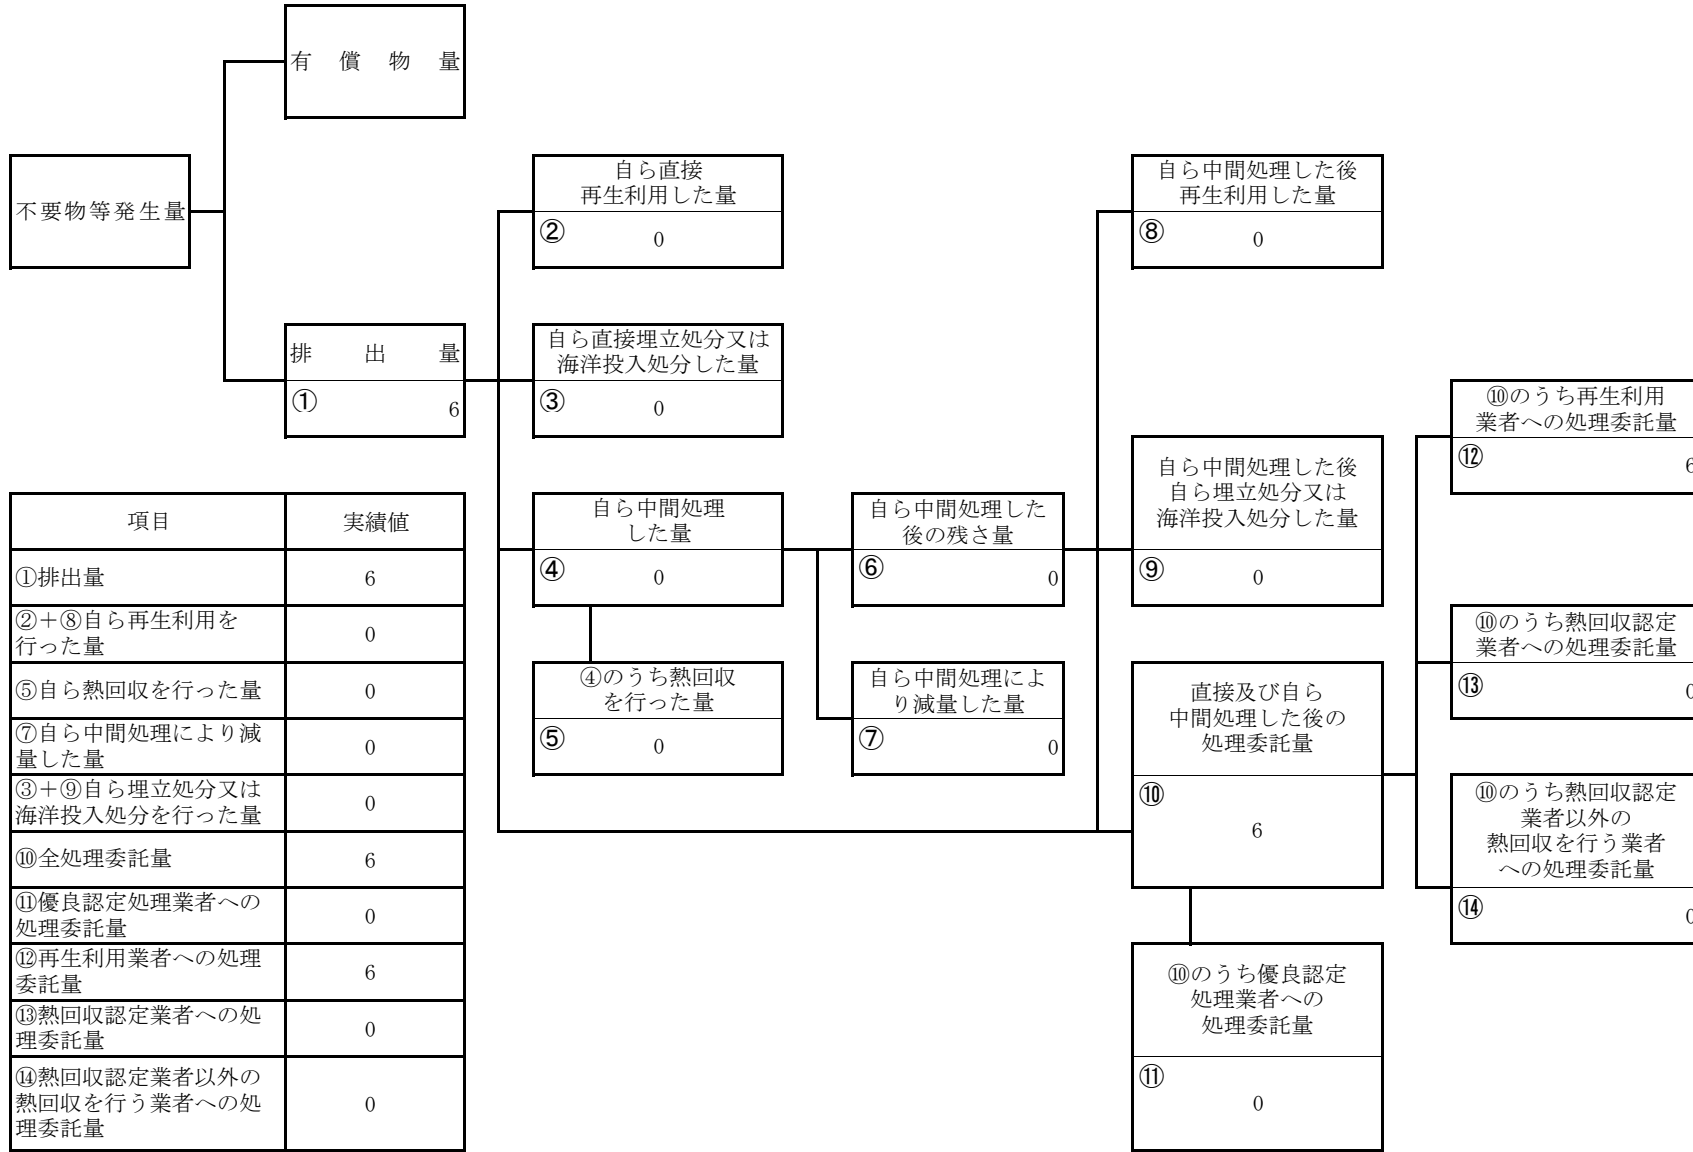 有償物量
不要物等発生量
排出量
①
6
自ら直接
再生利用した量
②
0
自ら直接埋立処分又は
海洋投入処分した量
③
0
自ら中間処理
した量
④
0
④のうち熱回収
を行った量
⑤
0
自ら中間処理した
後の残さ量
⑥
0
自ら中間処理によ
り減量した量
⑦
0
自ら中間処理した後
再生利用した量
⑧
0
自ら中間処理した後
自ら埋立処分又は
海洋投入処分した量
⑨
0
直接及び自ら
中間処理した後の
処理委託量
⑩
6
⑩のうち優良認定
処理業者への
処理委託量
⑪
0
⑩のうち再生利用
業者への処理委託量
⑫
6
⑩のうち熱回収認定
業者への処理委託量
⑬
0
⑩のうち熱回収認定
業者以外の
熱回収を行う業者
への処理委託量
⑭
0
項目 実績値
①排出量 6
②+⑧自ら再生利用を
行った量 0
⑤自ら熱回収を行った量 0
⑦自ら中間処理により減
量した量 0
③+⑨自ら埋立処分又は
海洋投入処分を行った量 0
⑩全処理委託量 6
⑪優良認定処理業者への
処理委託量 0
⑫再生利用業者への処理
委託量 6
⑬熱回収認定業者への処
理委託量 0
⑭熱回収認定業者以外の
熱回収を行う業者への処
理委託量 0